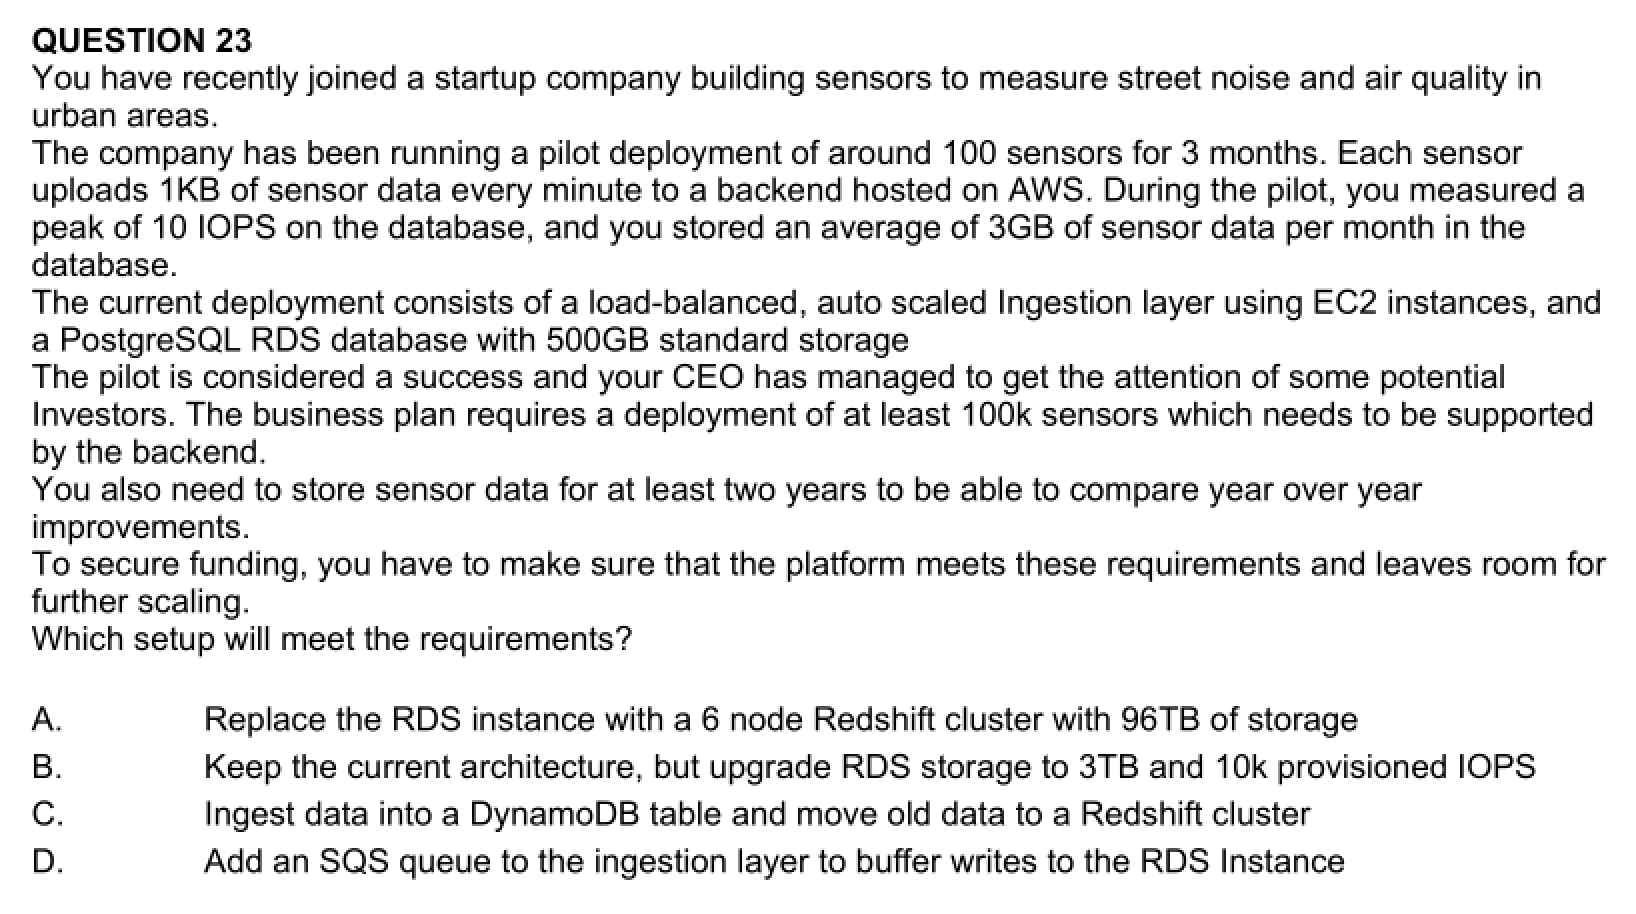 QUESTION 23
You have recently joined a startup company building sensors to measure street noise and air quality in
urban areas.
The company has been running a pilot deployment of around 100 sensors for 3 months. Each sensor
uploads 1KB of sensor data every minute to a backend hosted on AWS. During the pilot, you measured a
peak of 10 IOPS on the database, and you stored an average of 3GB of sensor data per month in the
database.
The current deployment consists of a load-balanced, auto scaled Ingestion layer using EC2 instances, and
a PostgreSQL RDS database with 500GB standard storage
The pilot is considered a success and your CEO has managed to get the attention of some potential
Investors. The business plan requires a deployment of at least 100k sensors which needs to be supported
by the backend.
You also need to store sensor data for at least two years to be able to compare year over year
improvements.
To secure funding, you have to make sure that the platform meets these requirements and leaves room for
further scaling.
Which setup will meet the requirements?
A. Replace the RDS instance with a 6 node Redshift cluster with 96TB of storage
B. Keep the current architecture, but upgrade RDS storage to 3TB and 10k provisioned IOPS
C. Ingest data into a DynamoDB table and move old data to a Redshift cluster
D. Add an SQS queue to the ingestion layer to buffer writes to the RDS Instance